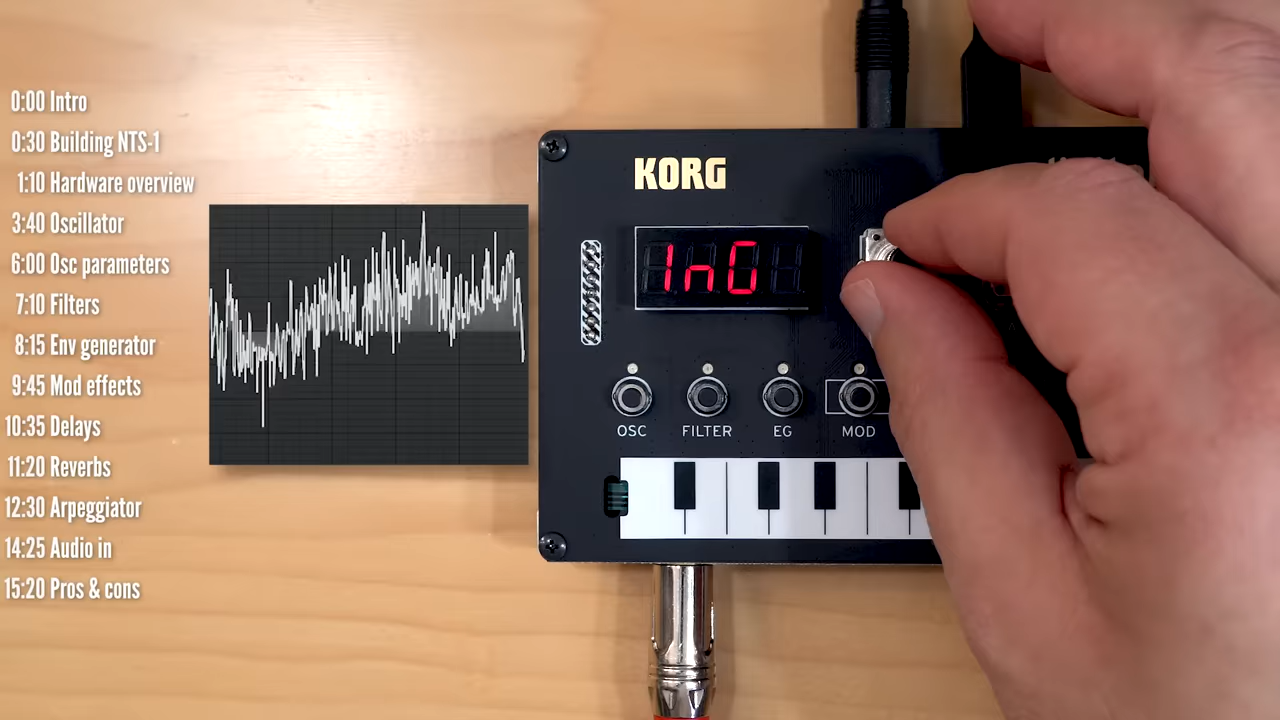 0:00 Intro
0:30 Building NTS-1
1:10 Hardware overview
3:40 Oscillator
6:00 Osc parameters
7:10 Filters
8:15 Env generator
9:45 Mod effects
10:35 Delays
11:20 Reverbs
12:30 Arpeggiator
14:25 Audio in
15:20 Pros & cons
KORG
1nG
OSC FILTER EG MOD